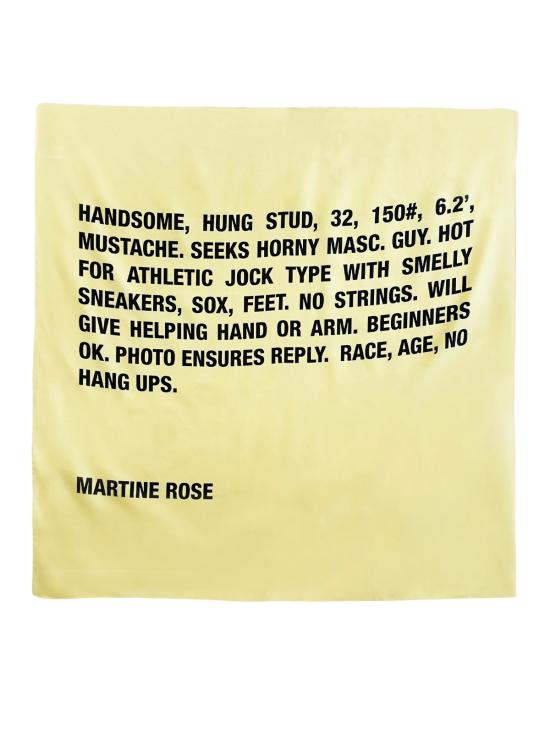 HANDSOME, HUNG STUD, 32, 150#, 6.2',
MUSTACHE. SEEKS HORNY MASC. GUY. HOT
FOR ATHLETIC JOCK TYPE WITH SMELLY
SNEAKERS, SOX, FEET. NO STRINGS. WILL
GIVE HELPING HAND OR ARM. BEGINNERS
OK. PHOTO ENSURES REPLY. RACE, AGE, NO
HANG UPS.
MARTINE ROSE